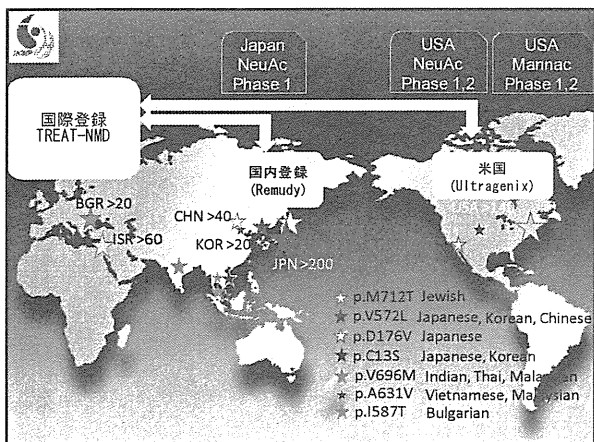 Japan
NeuAc
Phase 1
USA
NeuAc
Phase 1,2
USA
Mannac
Phase 1,2
国際登録
TREAT-NMD
国内登録
(Remudy)
米国
(Ultragenix)
BGR >20
ISR >60
CHN >40
KOR >20
JPN >200
p.M712T Jewish
p.V572L Japanese, Korean, Chinese
p.D176V Japanese
p.C13S Japanese, Korean
p.V696M Indian, Thai,
p.A631V Vietnamese,
p.I587T Bulgarian